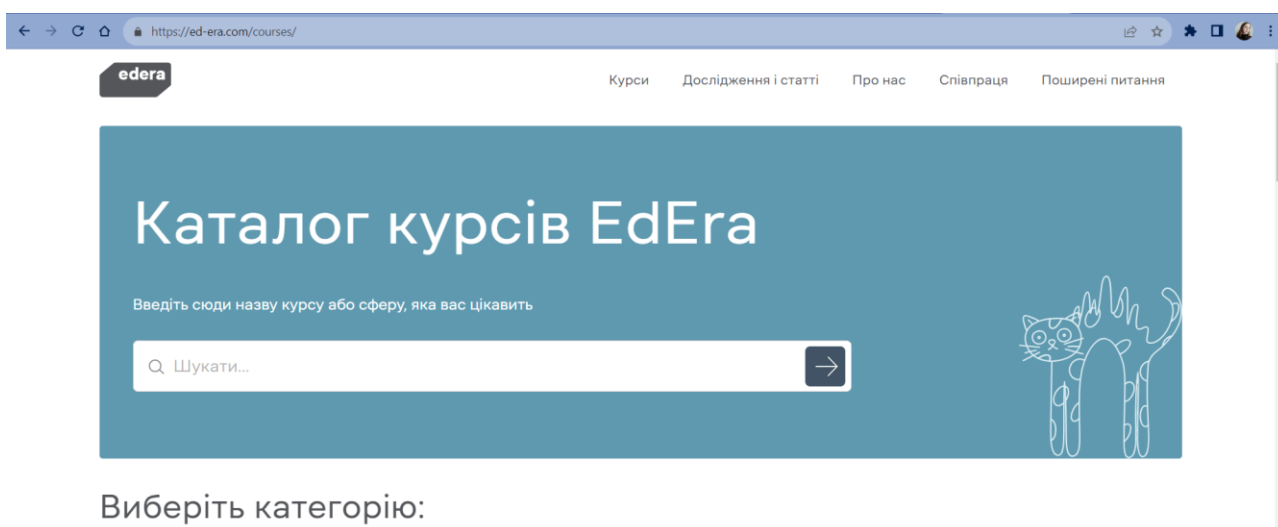 https://ed-era.com/courses/
edera
Курси Дослідження і статті Про нас Співпраця Поширені питання
Каталог курсів EdEra
Введіть сюди назву курсу або сферу, яка вас цікавить
Шукати...
Виберіть категорію: